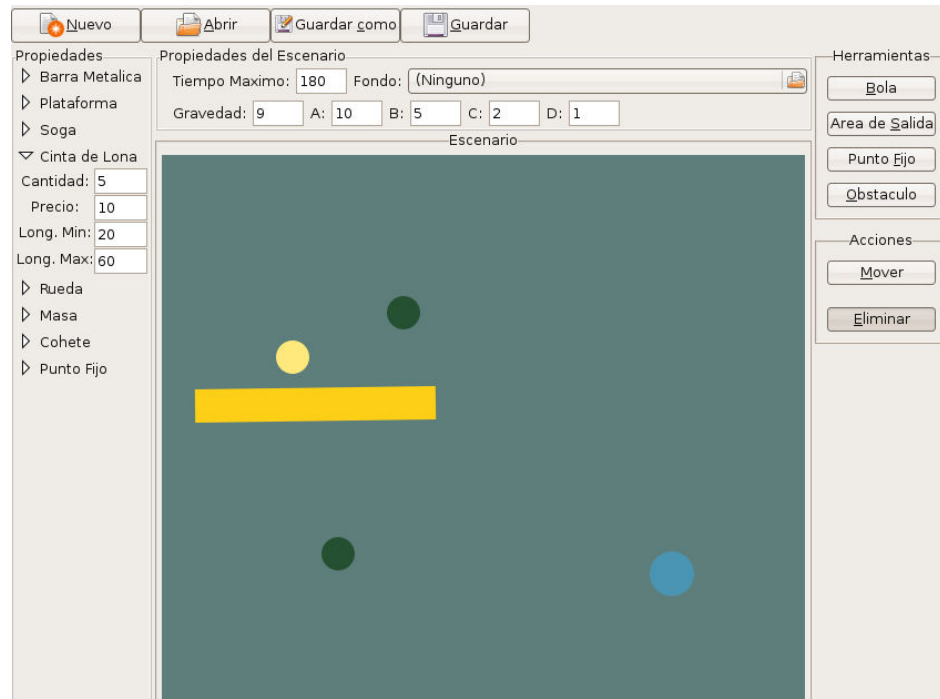 Nuevo Abrir Guardar como Guardar
Propiedades
Barra Metalica
Plataforma
Soga
Cinta de Lona
Cantidad: 5
Precio: 10
Long. Min: 20
Long. Max: 60
Rueda
Masa
Cohete
Punto Fijo
Propiedades del Escenario
Tiempo Maximo: 180 Fondo: (Ninguno)
Gravedad: 9 A: 10 B: 5 C: 2 D: 1
Escenario
Herramientas
Bola
Area de Salida
Punto Fijo
Obstaculo
Acciones
Mover
Eliminar